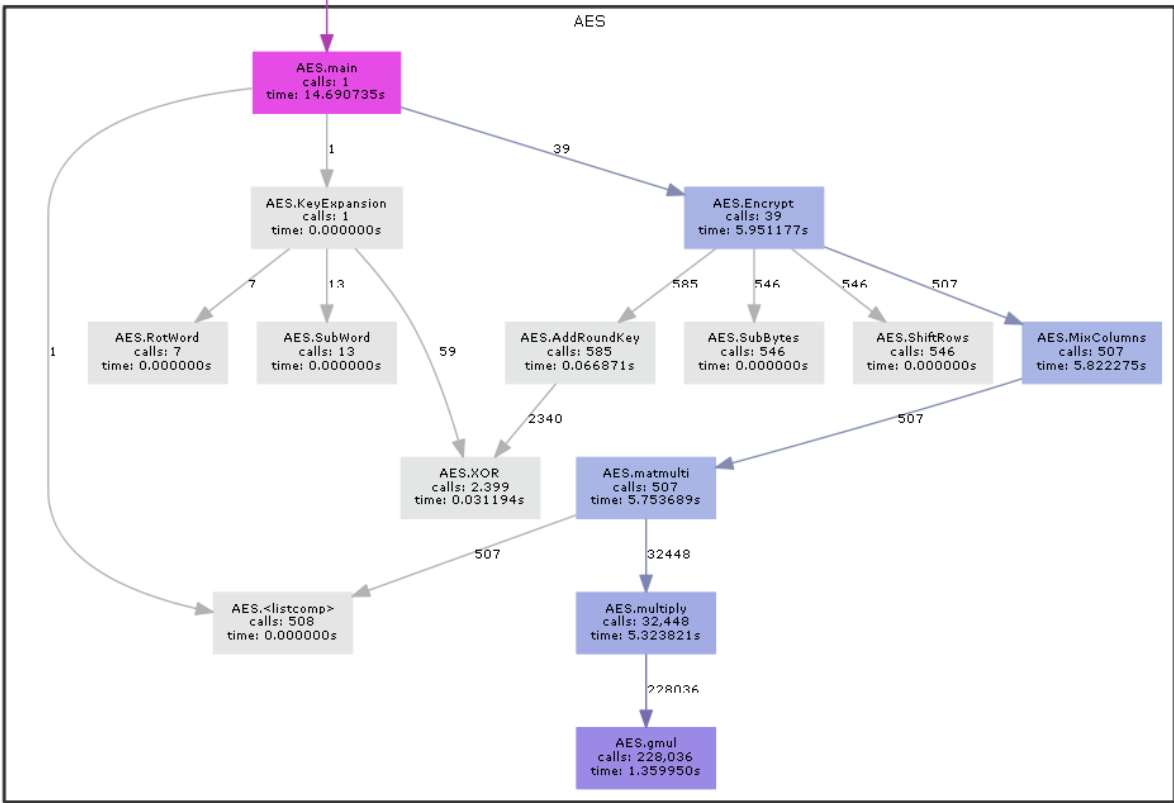 AES
AES.main
calls: 1
time: 14.690735s
1
39
AES.KeyExpansion
calls: 1
time: 0.000000s
AES.Encrypt
calls: 39
time: 5.951177s
7
13
585
546
546
507
AES.RotWord
calls: 7
time: 0.000000s
AES.SubWord
calls: 13
time: 0.000000s
1
59
AES.AddRoundKey
calls: 585
time: 0.066871s
AES.SubBytes
calls: 546
time: 0.000000s
AES.ShiftRows
calls: 546
time: 0.000000s
AES.MixColumns
calls: 507
time: 5.822275s
2340
507
AES.XOR
calls: 2.399
time: 0.031194s
AES.matmulti
calls: 507
time: 5.753689s
507
32448
AES.<listcomp>
calls: 508
time: 0.000000s
AES.multiply
calls: 32,448
time: 5.323821s
228036
AES.gmul
calls: 228,036
time: 1.359950s